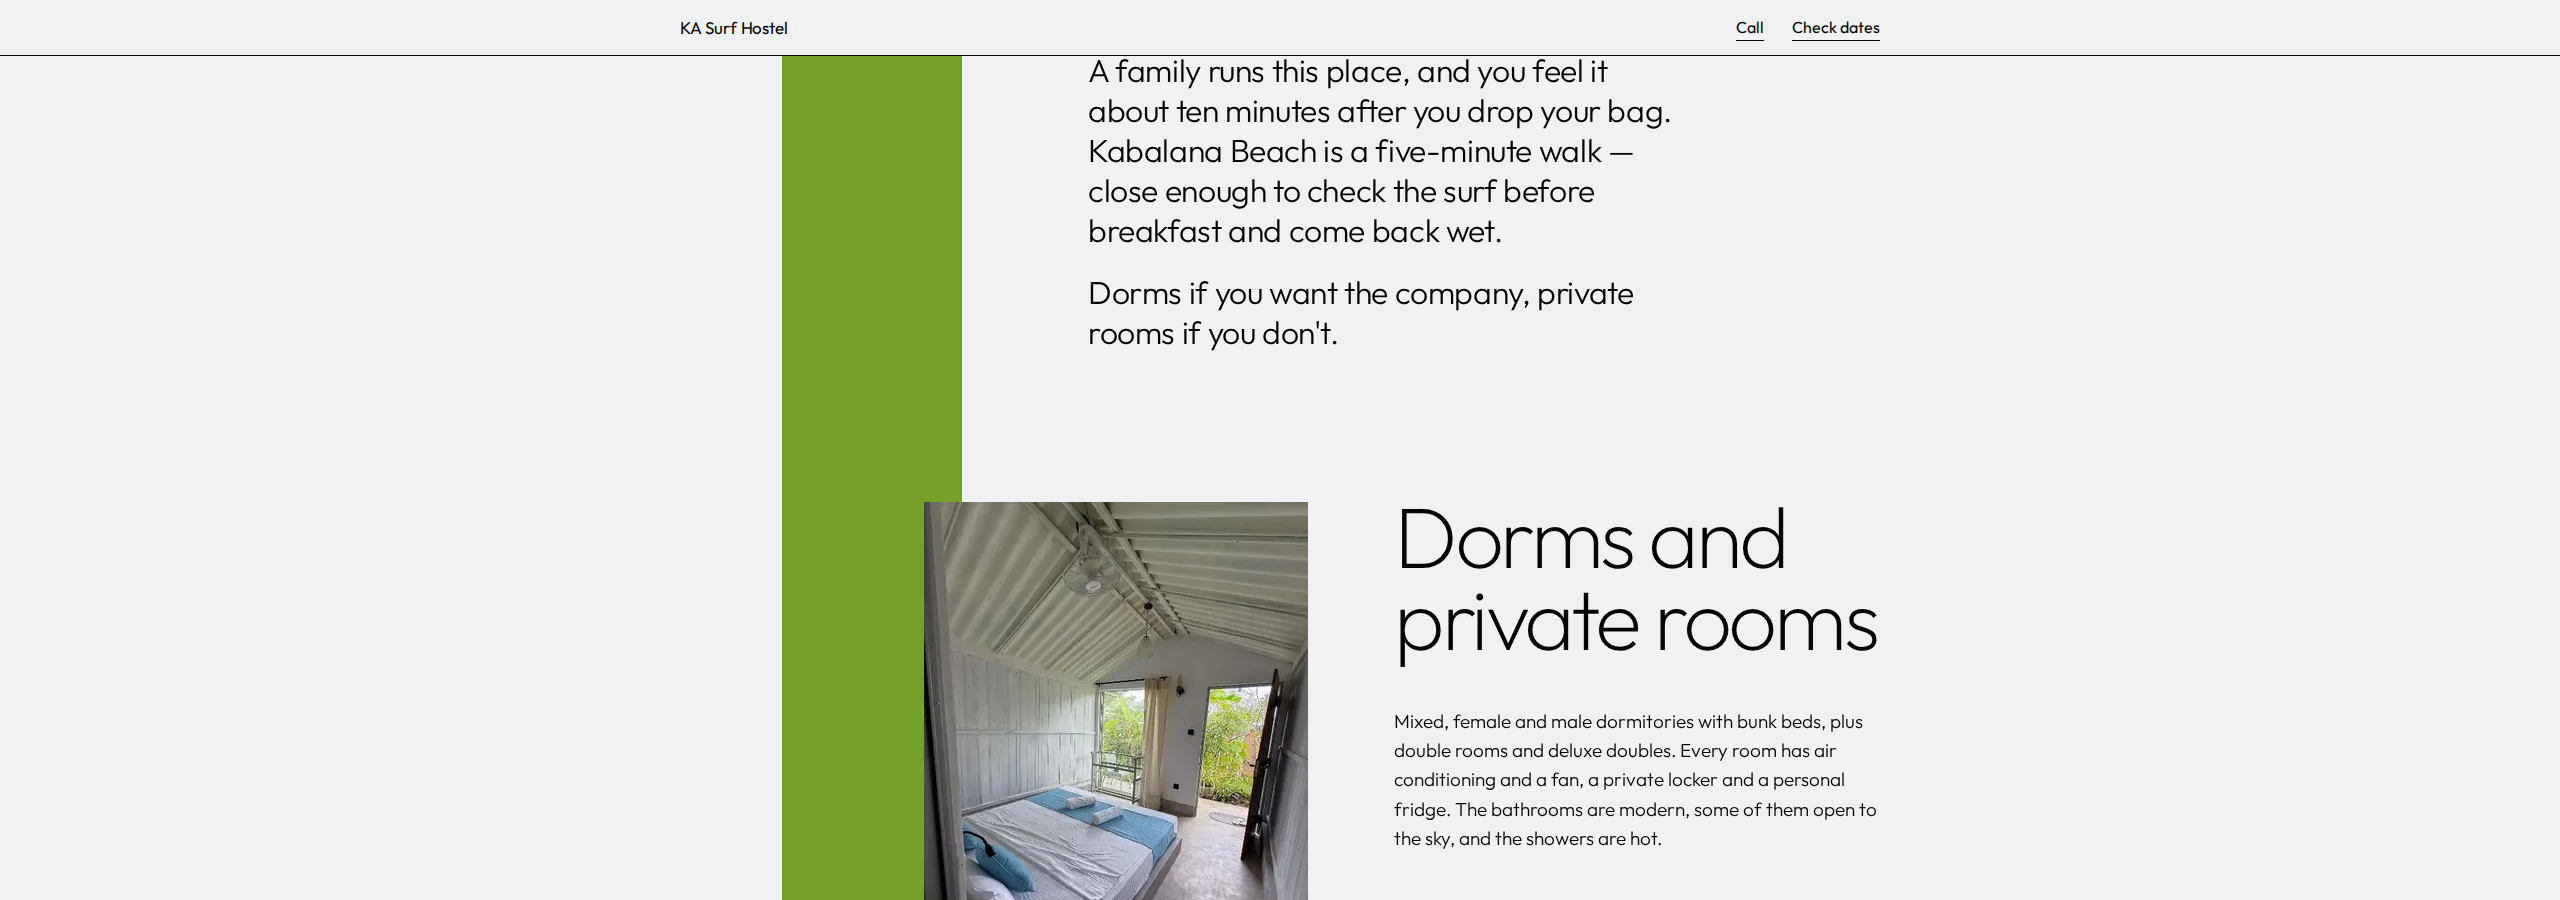 KA Surf Hostel
Call
Check dates
A family runs this place, and you feel it
about ten minutes after you drop your bag.
Kabalana Beach is a five-minute walk —
close enough to check the surf before
breakfast and come back wet.
Dorms if you want the company, private
rooms if you don't.
Dorms and
private rooms
Mixed, female and male dormitories with bunk beds, plus
double rooms and deluxe doubles. Every room has air
conditioning and a fan, a private locker and a personal
fridge. The bathrooms are modern, some of them open to
the sky, and the showers are hot.